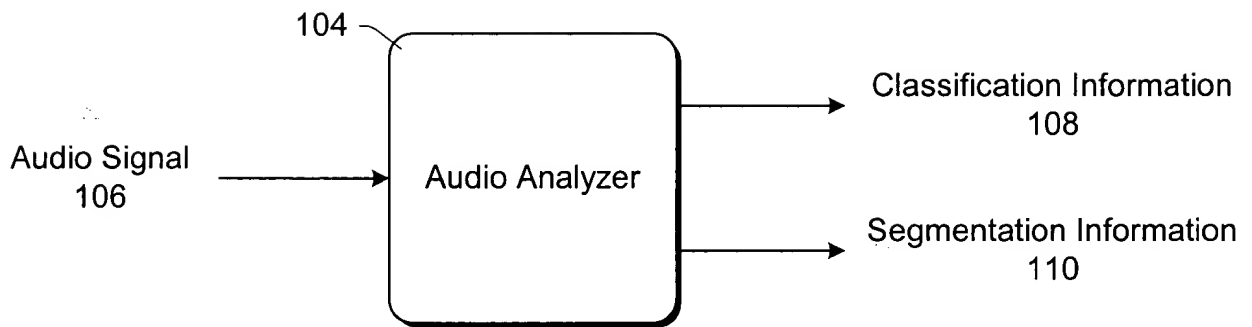 104
Audio Signal
106
Audio Analyzer
Classification Information
108
Segmentation Information
110